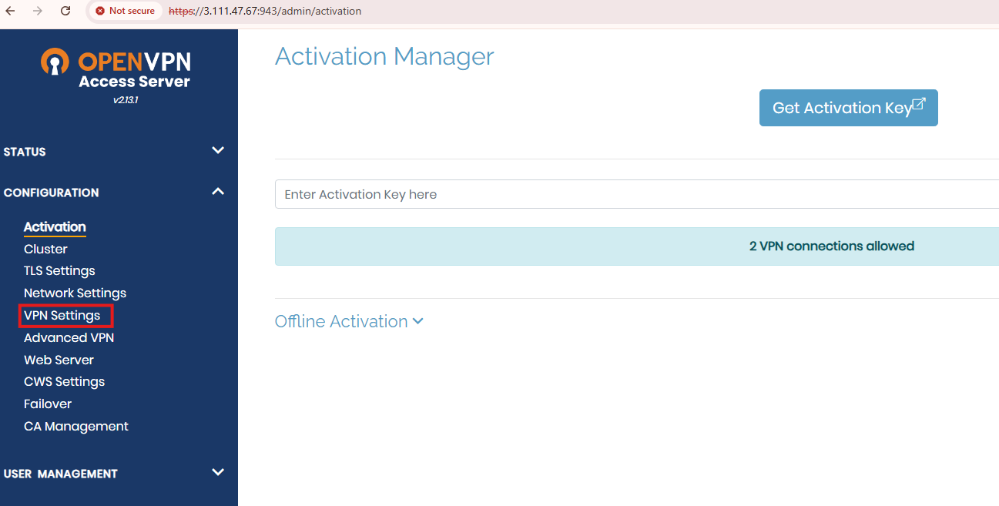 Not secure https://3.111.47.67:943/admin/activation
OPENVPN
Access Server
v2.13.1
STATUS
CONFIGURATION
Activation
Cluster
TLS Settings
Network Settings
VPN Settings
Advanced VPN
Web Server
CWS Settings
Failover
CA Management
USER MANAGEMENT
Activation Manager
Get Activation Key
Enter Activation Key here
2 VPN connections allowed
Offline Activation